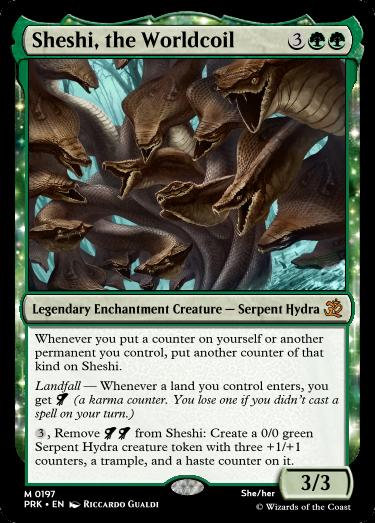 Sheshi, the Worldcoil 3
Legendary Enchantment Creature — Serpent Hydra
Whenever you put a counter on yourself or another
permanent you control, put another counter of that
kind on Sheshi.
Landfall — Whenever a land you control enters, you
get (a karma counter. You lose one if you didn't cast a
spell on your turn.)
3, Remove from Sheshi: Create a 0/0 green
Serpent Hydra creature token with three +1/+1
counters, a trample, and a haste counter on it.
3/3
M 0197
She/her
PRK • EN Riccardo Gualdi
© Wizards of the Coast